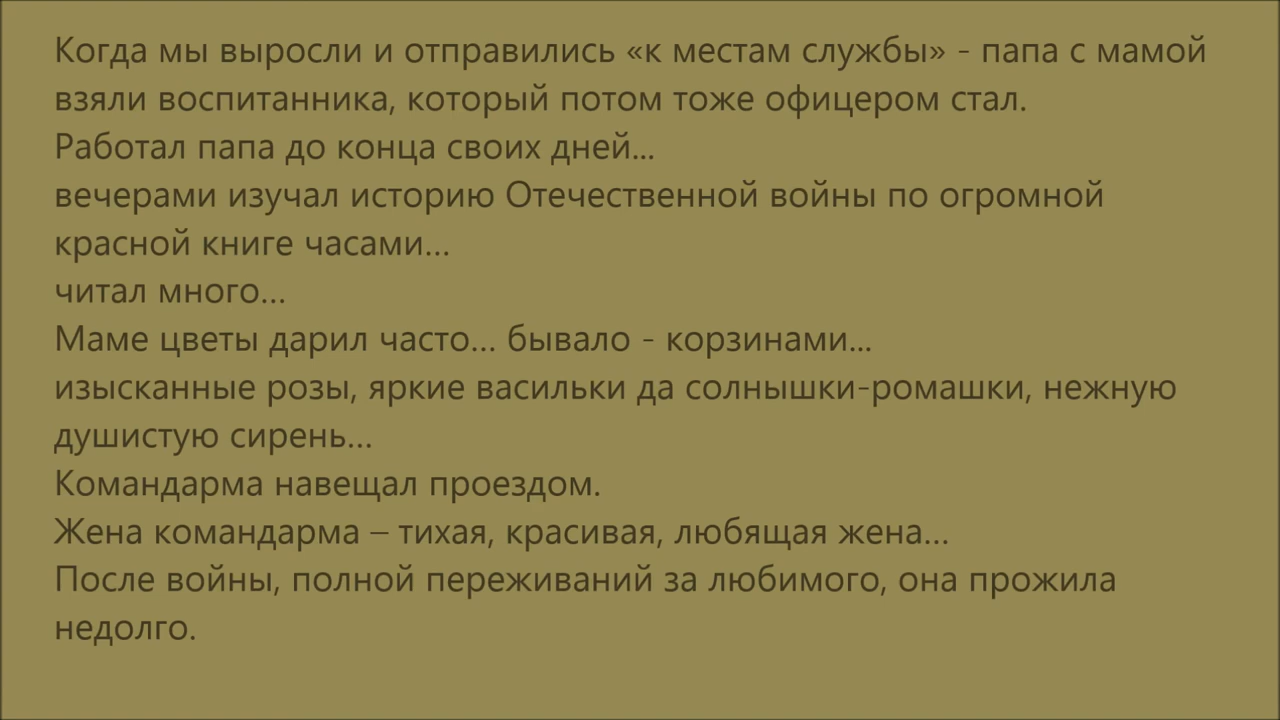 Когда мы выросли и отправились «к местам службы» - папа с мамой
взяли воспитанника, который потом тоже офицером стал.
Работал папа до конца своих дней...
вечерами изучал историю Отечественной войны по огромной
красной книге часами...
читал много...
Маме цветы дарил часто... бывало - корзинами...
изысканные розы, яркие васильки да солнышки-ромашки, нежную
душистую сирень...
Командарма навещал проездом.
Жена командарма – тихая, красивая, любящая жена...
После войны, полной переживаний за любимого, она прожила
недолго.